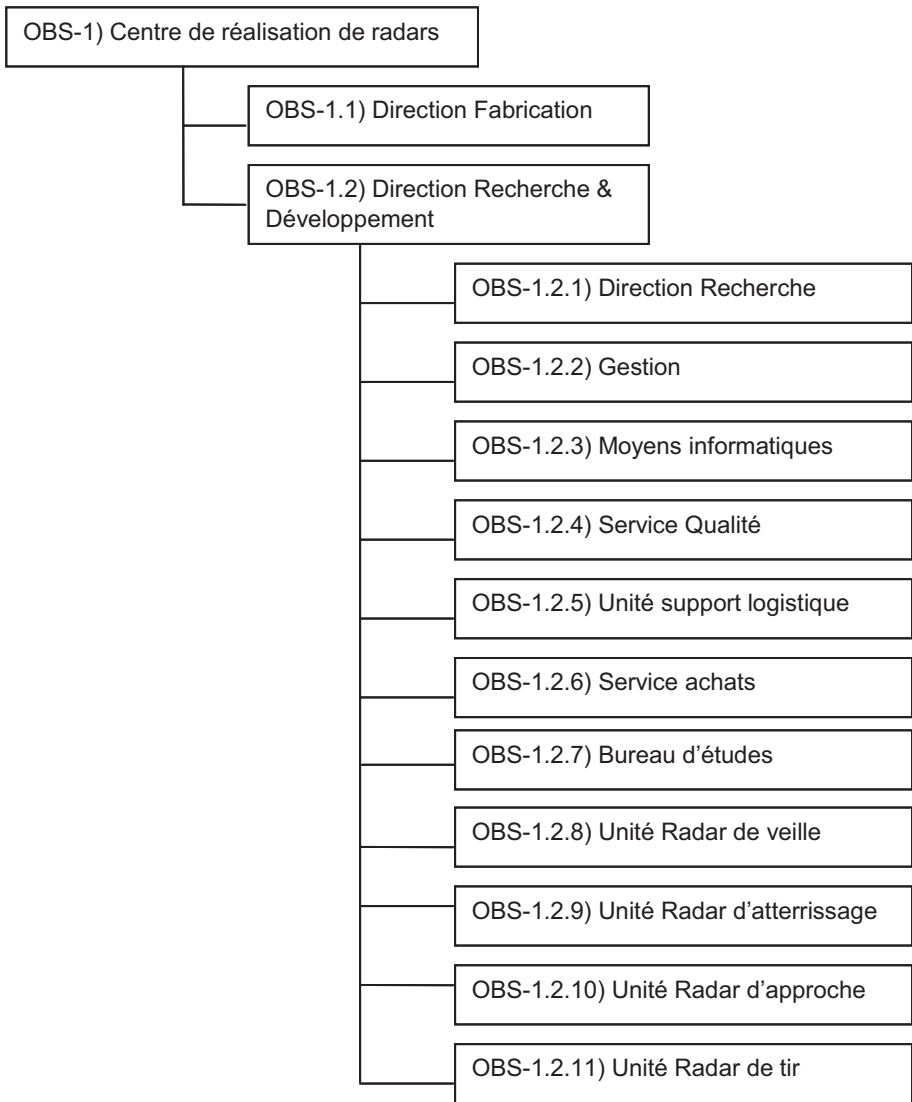 OBS-1) Centre de réalisation de radars
OBS-1.1) Direction Fabrication
OBS-1.2) Direction Recherche &
Développement
OBS-1.2.1) Direction Recherche
OBS-1.2.2) Gestion
OBS-1.2.3) Moyens informatiques
OBS-1.2.4) Service Qualité
OBS-1.2.5) Unité support logistique
OBS-1.2.6) Service achats
OBS-1.2.7) Bureau d’études
OBS-1.2.8) Unité Radar de veille
OBS-1.2.9) Unité Radar d’atterrissage
OBS-1.2.10) Unité Radar d’approche
OBS-1.2.11) Unité Radar de tir